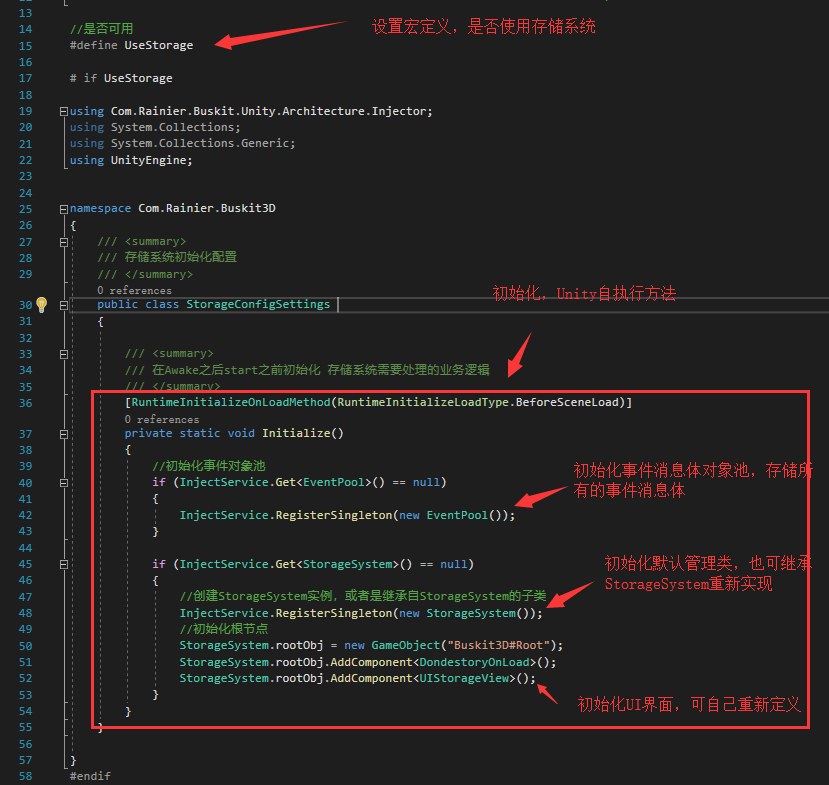 13
14 //是否可用
设置宏定义，是否使用存储系统
15 #define UseStorage
16
17 # if UseStorage
18
19 using Com.Rainier.Buskit.Unity.Architecture.Injector;
20 using System.Collections;
21 using System.Collections.Generic;
22 using UnityEngine;
23
24
25 namespace Com.Rainier.Buskit3D
26 {
27 /// <summary>
28 /// 存储系统初始化配置
29 /// </summary>
0 references
初始化，Unity自执行方法
30 public class StorageConfigSettings
31 {
32
33 /// <summary>
34 /// 在Awake之后start之前初始化 存储系统需要处理的业务逻辑
35 /// </summary>
36 [RuntimeInitializeOnLoadMethod(RuntimeInitializeLoadType.BeforeSceneLoad)]
0 references
37 private static void Initialize()
38 {
39 //初始化事件对象池
初始化事件消息体对象池，存储所
有的事件消息体
40 if (InjectService.Get<EventPool>() == null)
41 {
42 InjectService.RegisterSingleton(new EventPool());
43 }
44
初始化默认管理类，也可继承
StorageSystem重新实现
45 if (InjectService.Get<StorageSystem>() == null)
46 {
47 //创建StorageSystem实例，或者是继承自StorageSystem的子类
48 InjectService.RegisterSingleton(new StorageSystem());
49 //初始化根节点
50 StorageSystem.rootObj = new GameObject("Buskit3D#Root");
51 StorageSystem.rootObj.AddComponent<DondestoryOnLoad>();
52 StorageSystem.rootObj.AddComponent<UIStorageView>();
53 }
初始化UI界面，可自己重新定义
54 }
55 }
56
57 }
58 #endif